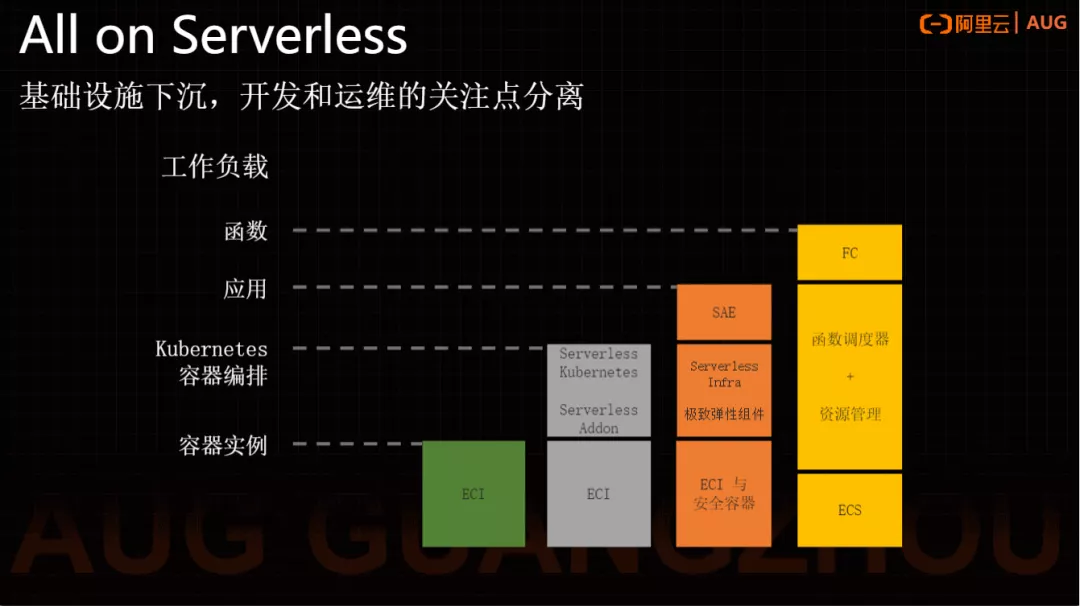 All on Serverless
阿里云 | AUG
基础设施下沉，开发和运维的关注点分离
工作负载
函数
应用
Kubernetes
容器编排
容器实例
ECI
Serverless
Kubernetes
Serverless
Addon
ECI
SAE
Serverless
Infra
极致弹性组件
ECI 与
安全容器
FC
函数调度器
+
资源管理
ECS
AUG GUANGZHOU